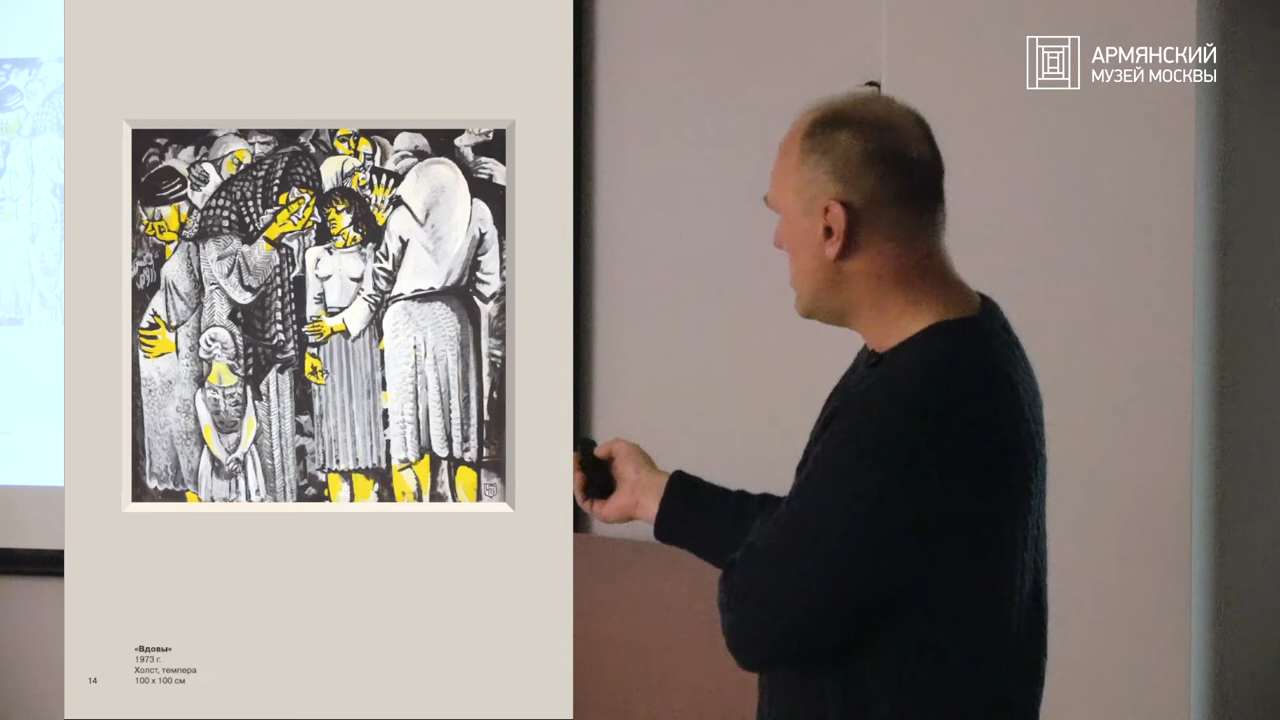 АРМЯНСКИЙ
МУЗЕЙ МОСКВЫ
«Вдовы»
1973 г.
Холст, темпера
100 x 100 см
14